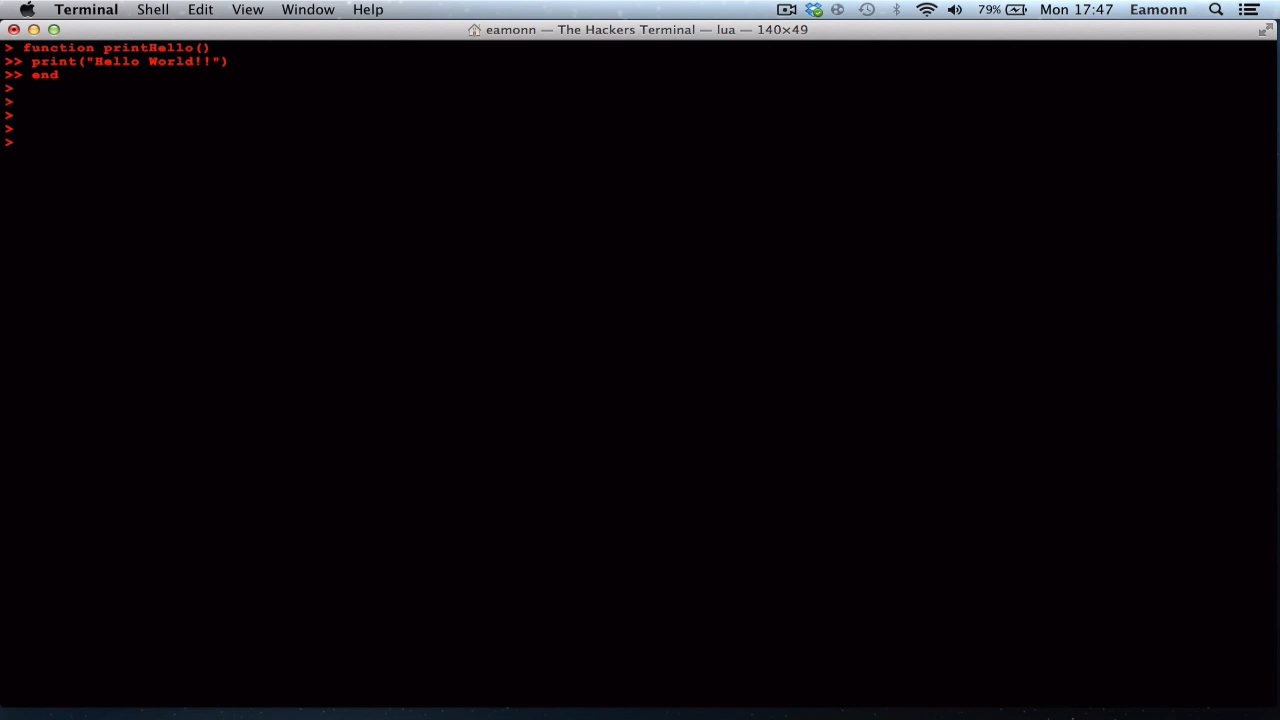 Terminal Shell Edit View Window Help 79% Mon 17:47 Eamonn
eamonn — The Hackers Terminal — lua — 140×49
> function printHello()
>> print("Hello World!!")
>> end
>
>
>
>
>